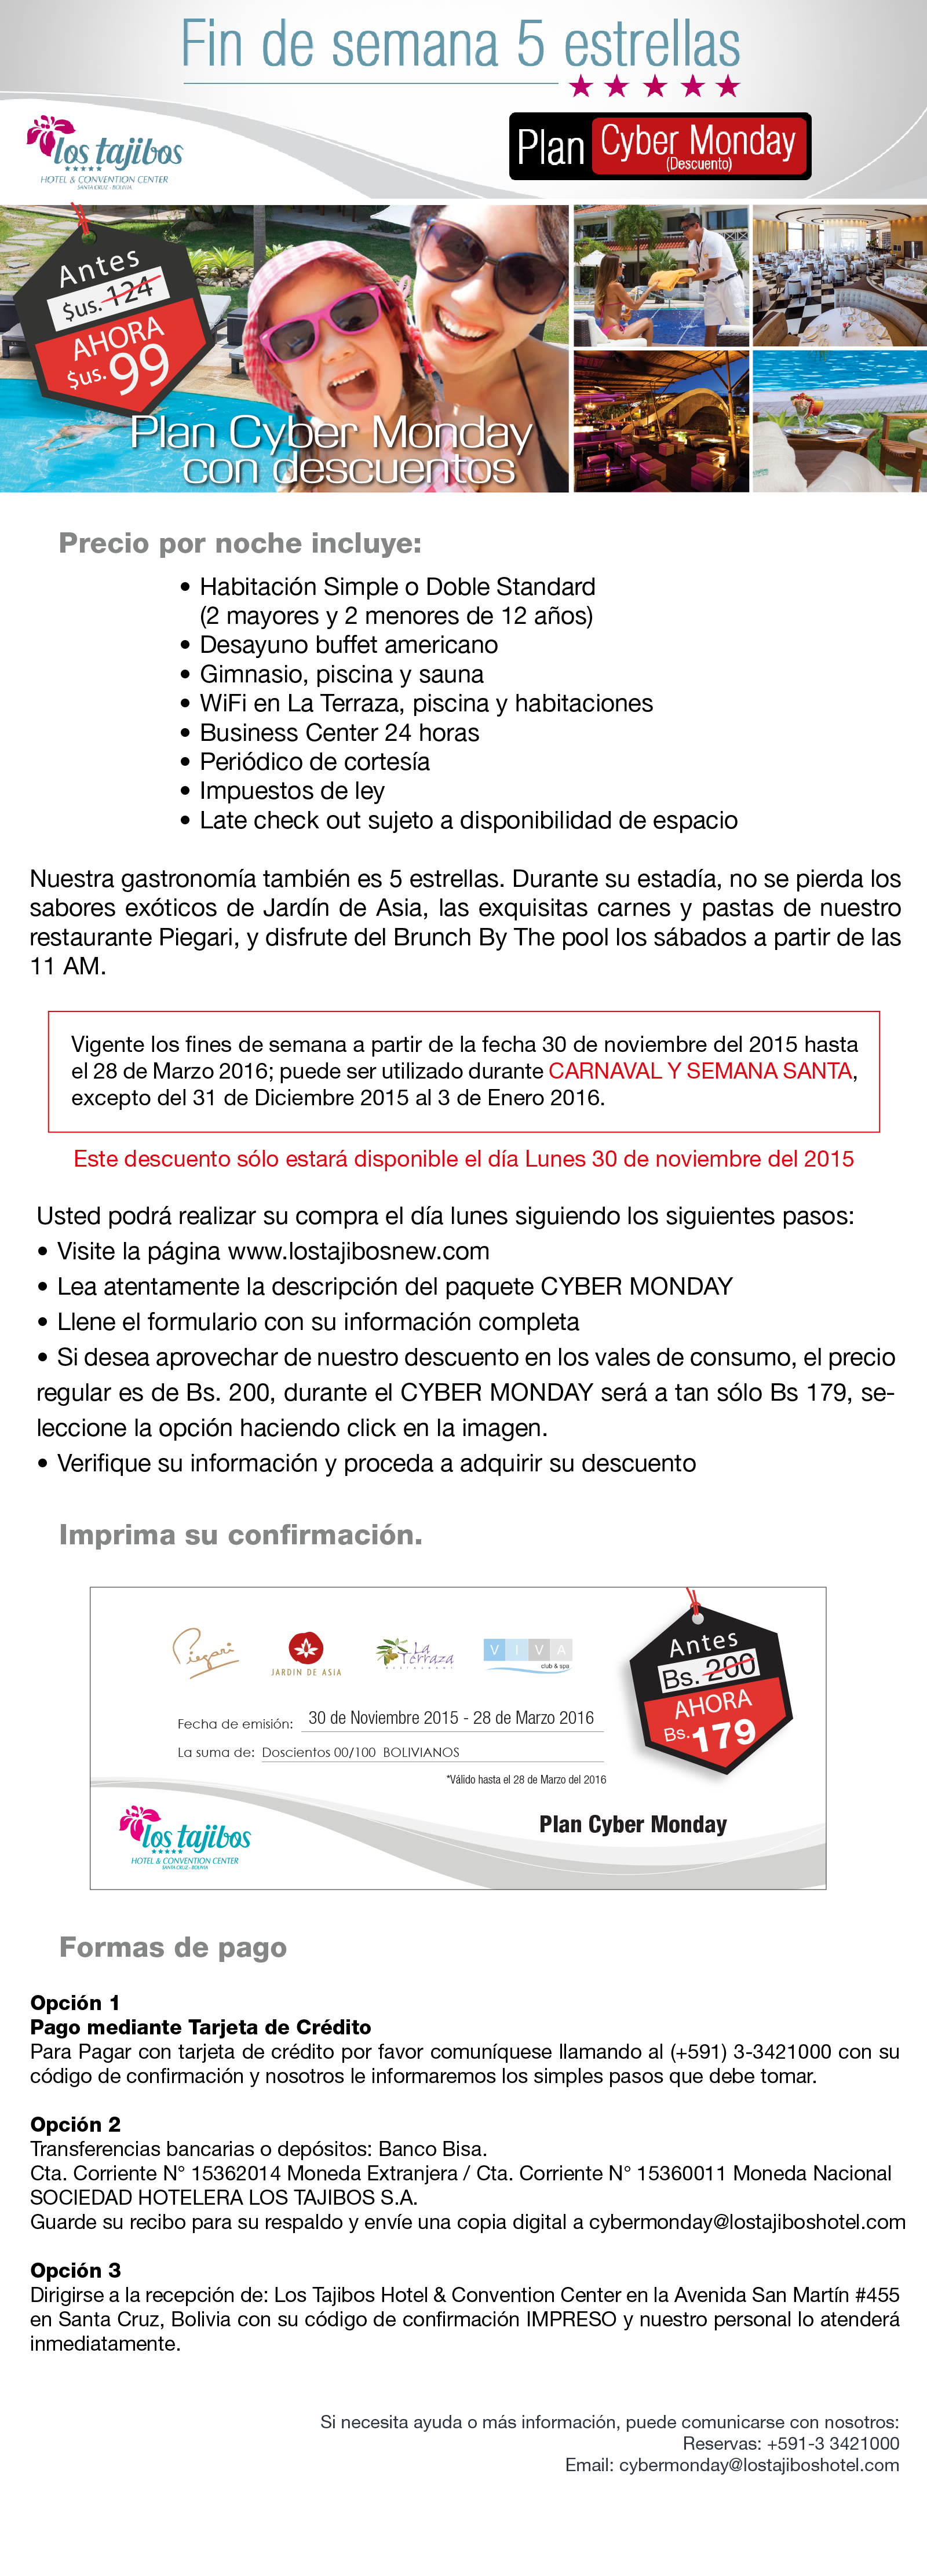 Fin de semana 5 estrellas
los tajibos
HOTEL & CONVENTION CENTER
SANTA CRUZ - BOLIVIA
Plan Cyber Monday
(Descuento)
Antes
$us. 124
AHORA
$us. 99
Plan Cyber Monday
con descuentos
Precio por noche incluye:
• Habitación Simple o Doble Standard
(2 mayores y 2 menores de 12 años)
• Desayuno buffet americano
• Gimnasio, piscina y sauna
• WiFi en La Terraza, piscina y habitaciones
• Business Center 24 horas
• Periódico de cortesía
• Impuestos de ley
• Late check out sujeto a disponibilidad de espacio
Nuestra gastronomía también es 5 estrellas. Durante su estadía, no se pierda los
sabores exóticos de Jardín de Asia, las exquisitas carnes y pastas de nuestro
restaurante Piegari, y disfrute del Brunch By The pool los sábados a partir de las
11 AM.
Vigente los fines de semana a partir de la fecha 30 de noviembre del 2015 hasta
el 28 de Marzo 2016; puede ser utilizado durante CARNAVAL Y SEMANA SANTA,
excepto del 31 de Diciembre 2015 al 3 de Enero 2016.
Este descuento sólo estará disponible el día Lunes 30 de noviembre del 2015
Usted podrá realizar su compra el día lunes siguiendo los siguientes pasos:
• Visite la página www.lostajibosnew.com
• Lea atentamente la descripción del paquete CYBER MONDAY
• Llene el formulario con su información completa
• Si desea aprovechar de nuestro descuento en los vales de consumo, el precio
regular es de Bs. 200, durante el CYBER MONDAY será a tan sólo Bs 179, se-
leccione la opción haciendo click en la imagen.
• Verifique su información y proceda a adquirir su descuento
Imprima su confirmación.
Piegari
JARDIN DE ASIA
La Terraza
RESTAURANT
VIVA
club & spa
Antes
Bs. 200
AHORA
Bs. 179
Fecha de emisión: 30 de Noviembre 2015 - 28 de Marzo 2016
La suma de: Doscientos 00/100 BOLIVIANOS
*Válido hasta el 28 de Marzo del 2016
Plan Cyber Monday
los tajibos
HOTEL & CONVENTION CENTER
SANTA CRUZ - BOLIVIA
Formas de pago
Opción 1
Pago mediante Tarjeta de Crédito
Para Pagar con tarjeta de crédito por favor comuníquese llamando al (+591) 3-3421000 con su
código de confirmación y nosotros le informaremos los simples pasos que debe tomar.
Opción 2
Transferencias bancarias o depósitos: Banco Bisa.
Cta. Corriente N° 15362014 Moneda Extranjera / Cta. Corriente N° 15360011 Moneda Nacional
SOCIEDAD HOTELERA LOS TAJIBOS S.A.
Guarde su recibo para su respaldo y envíe una copia digital a cybermonday@lostajiboshotel.com
Opción 3
Dirigirse a la recepción de: Los Tajibos Hotel & Convention Center en la Avenida San Martín #455
en Santa Cruz, Bolivia con su código de confirmación IMPRESO y nuestro personal lo atenderá
inmediatamente.
Si necesita ayuda o más información, puede comunicarse con nosotros:
Reservas: +591-3 3421000
Email: cybermonday@lostajiboshotel.com